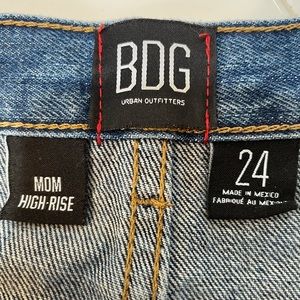 BDG
URBAN OUTFITTERS
MOM
HIGH-RISE
24
MADE IN MEXICO
FABRIQUÉ AU MEXIQUE